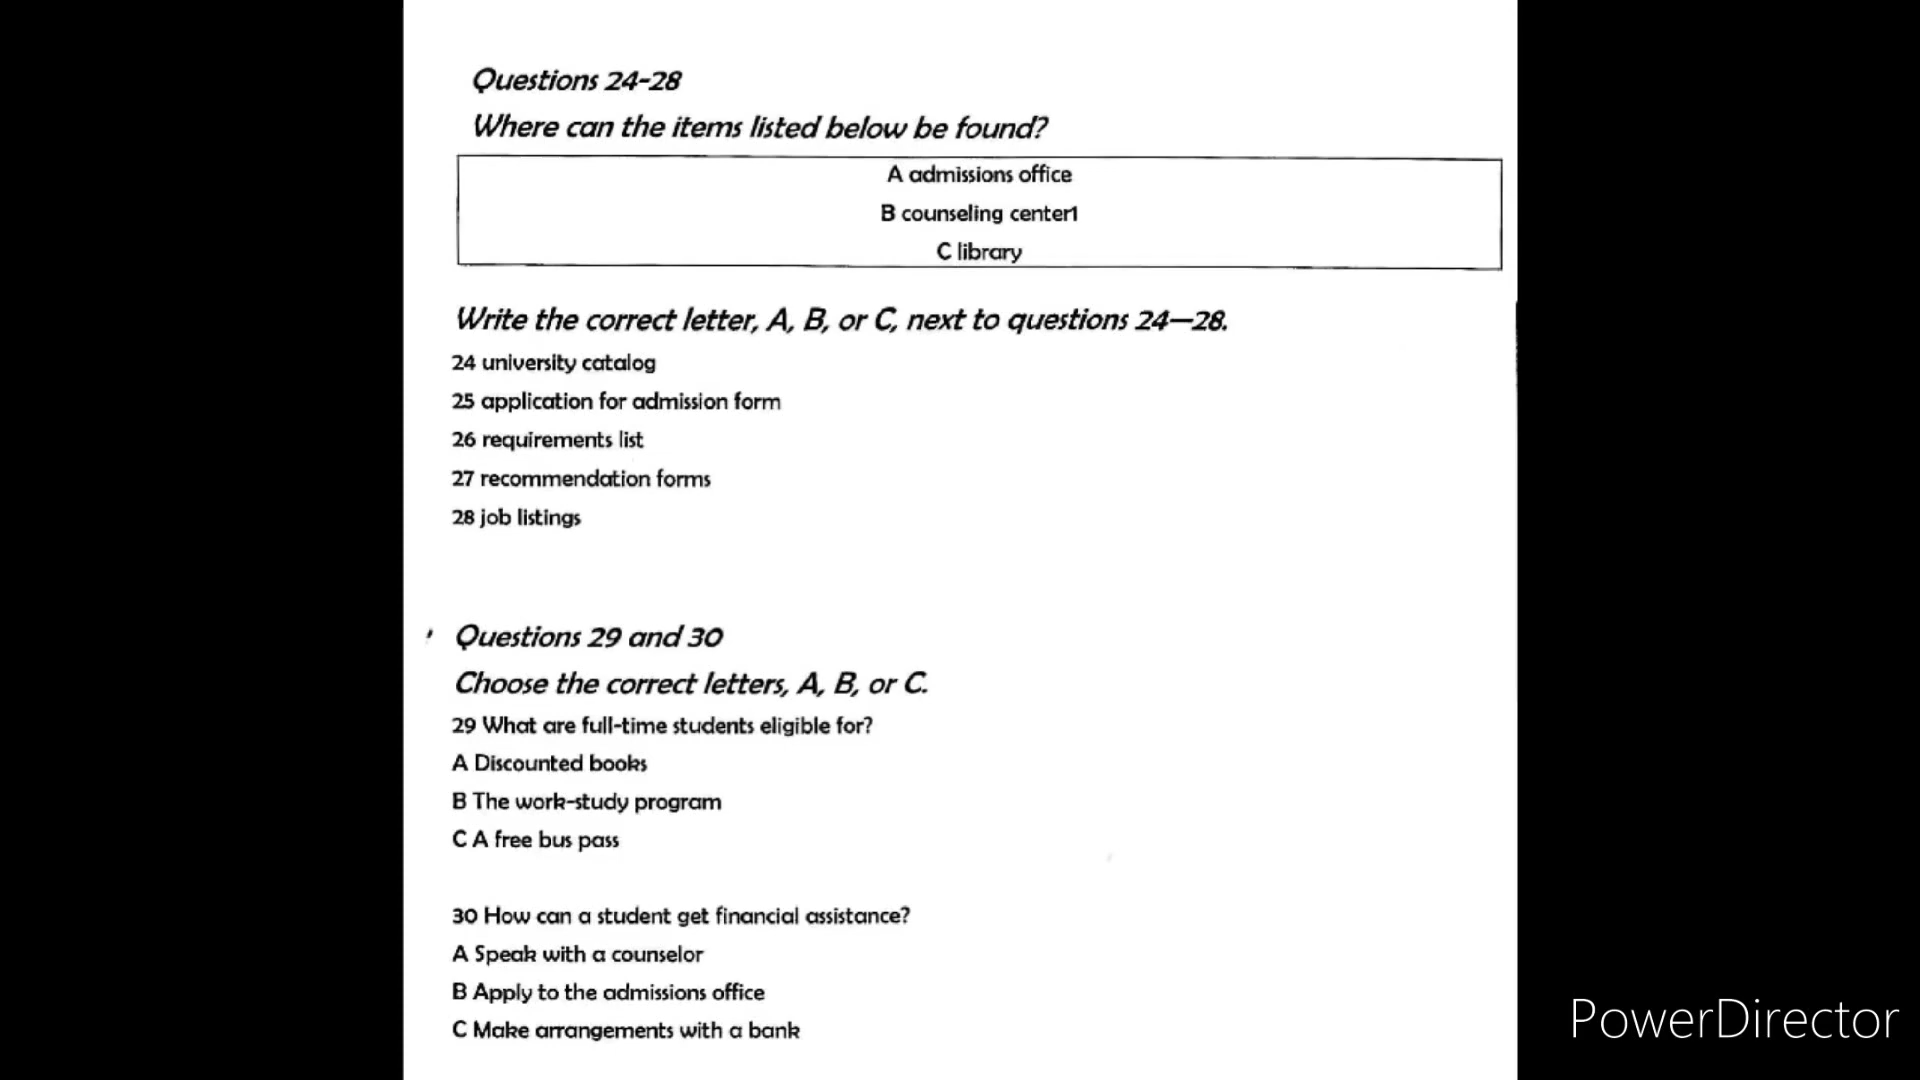 Questions 24-28
Where can the items listed below be found?
A admissions office
B counseling center1
C library
Write the correct letter, A, B, or C, next to questions 24—28.
24 university catalog
25 application for admission form
26 requirements list
27 recommendation forms
28 job listings
Questions 29 and 30
Choose the correct letters, A, B, or C.
29 What are full-time students eligible for?
A Discounted books
B The work-study program
C A free bus pass
30 How can a student get financial assistance?
A Speak with a counselor
B Apply to the admissions office
C Make arrangements with a bank
PowerDirector